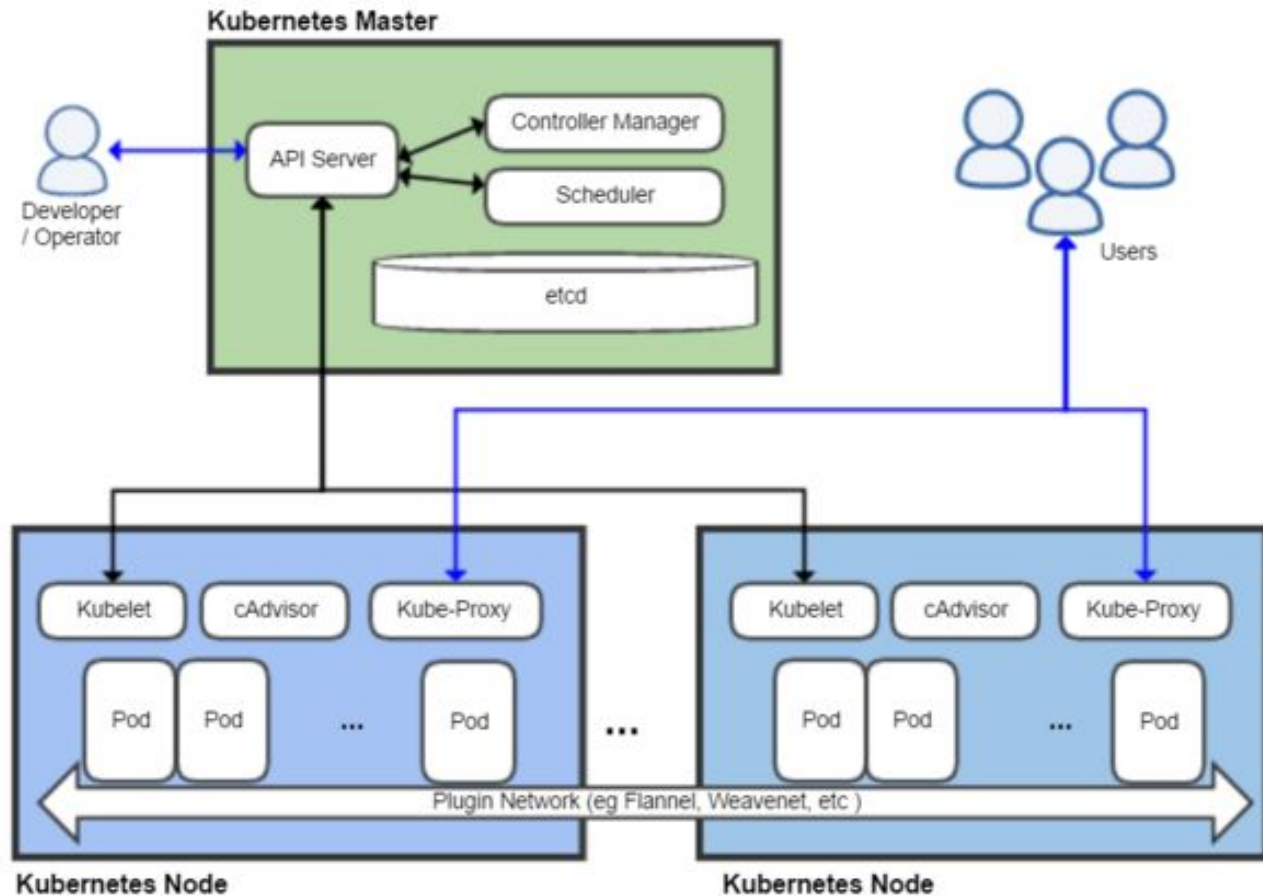 Kubernetes Master
Controller Manager
API Server
Scheduler
etcd
Developer
/ Operator
Users
Kubelet
cAdvisor
Kube-Proxy
Pod
Pod
...
Pod
...
Kubelet
cAdvisor
Kube-Proxy
Pod
Pod
...
Pod
Plugin Network (eg Flannel, Weavenet, etc )
Kubernetes Node
Kubernetes Node